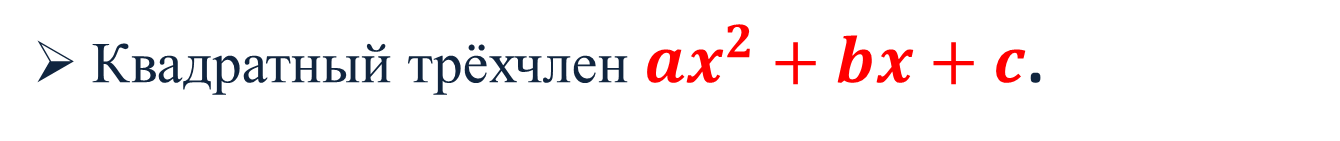 ➢ Квадратный трёхчлен ax² + bx + c.